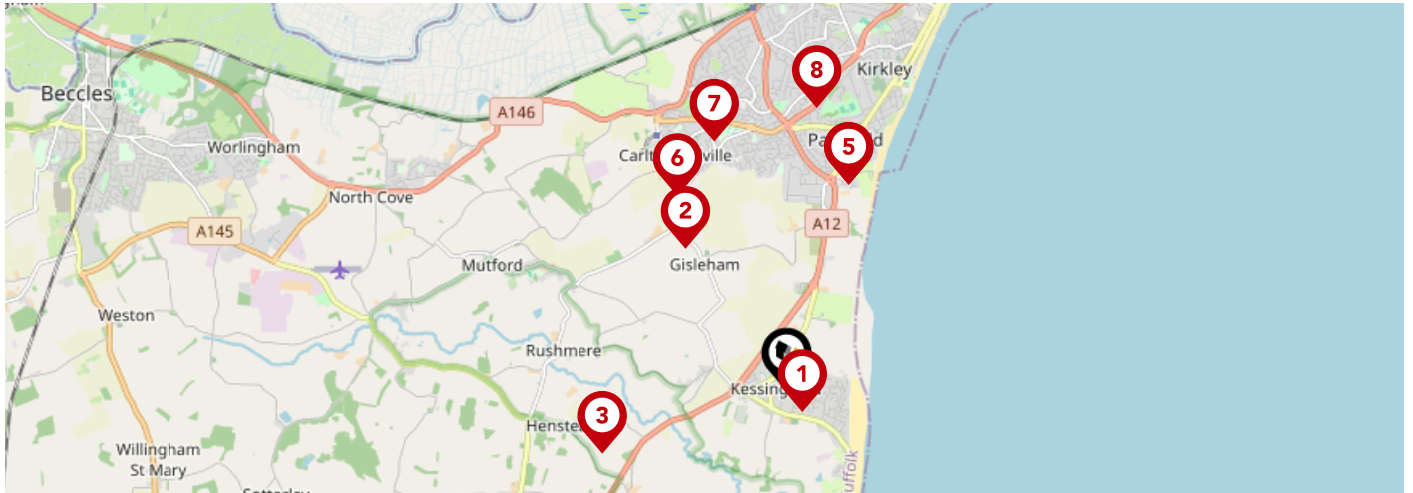 8
Kirkley
Beccles
7
A146
Worlingham
5
6
North Cove
2
A12
A145
Mutford
Gisleham
Weston
Rushmere
1
3
Willingham
St Mary